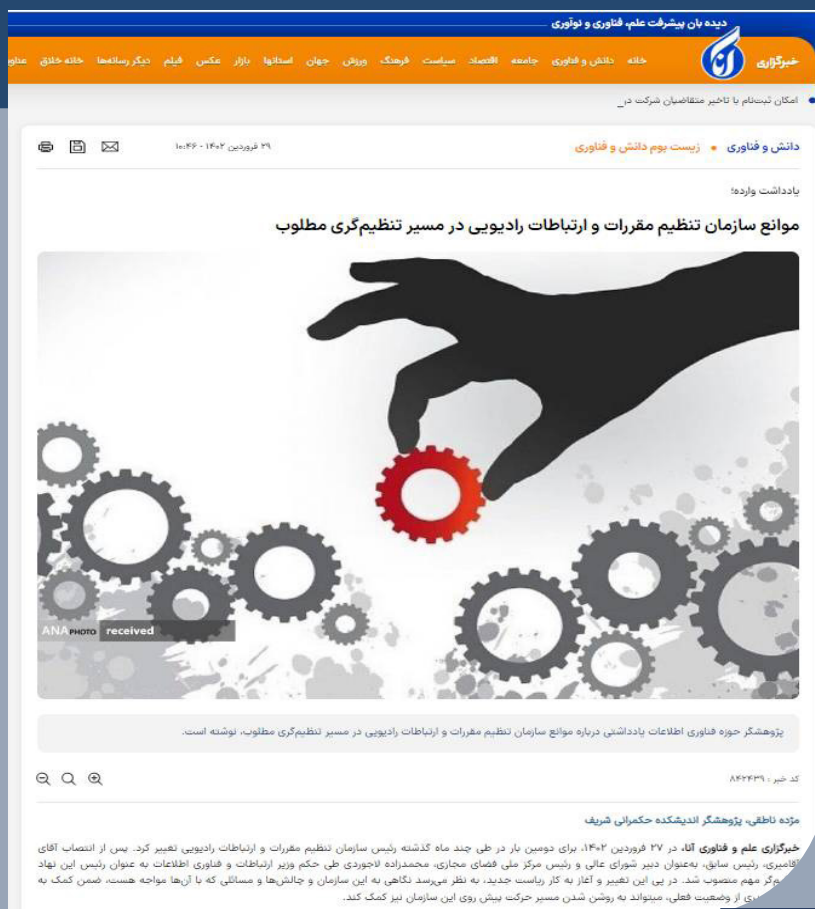 دیده بان پیشرفت علم، فناوری و نوآوری
خبرگزاری آنا خانه دانش و فناوری جامعه اقتصاد سیاست فرهنگ ورزش جهان استانها بازار عکس فیلم دیگر رسانه‌ها خانه خلاق
امکان ثبت‌نام با تاخیر متقاضیان شرکت در_
دانش و فناوری • زیست بوم دانش و فناوری
۲۹ فروردین ۱۴۰۲ - ۱۰:۴۶
یادداشت وارده؛
موانع سازمان تنظیم مقررات و ارتباطات رادیویی در مسیر تنظیم‌گری مطلوب
ANA PHOTO received
پژوهشگر حوزه فناوری اطلاعات یادداشتی درباره موانع سازمان تنظیم مقررات و ارتباطات رادیویی در مسیر تنظیم‌گری مطلوب، نوشته است.
کد خبر : ۸۴۲۴۳۹
مژده ناطقی، پژوهشگر اندیشکده حکمرانی شریف
خبرگزاری علم و فناوری آنا، در ۲۷ فروردین ۱۴۰۲، برای دومین بار در طی چند ماه گذشته رئیس سازمان تنظیم مقررات و ارتباطات رادیویی تغییر کرد. پس از انتصاب آقای
آقامیری، رئیس سابق، به‌عنوان دبیر شورای عالی و رئیس مرکز ملی فضای مجازی، محمدزاده لاجوردی طی حکم وزیر ارتباطات و فناوری اطلاعات به عنوان رئیس این نهاد
مهم منصوب شد. در پی این تغییر و آغاز به کار ریاست جدید، به نظر می‌رسد نگاهی به این سازمان و چالش‌ها و مسائلی که با آن‌ها مواجه هست، ضمن کمک به
از وضعیت فعلی، میتواند به روشن شدن مسیر حرکت پیش روی این سازمان نیز کمک کند.